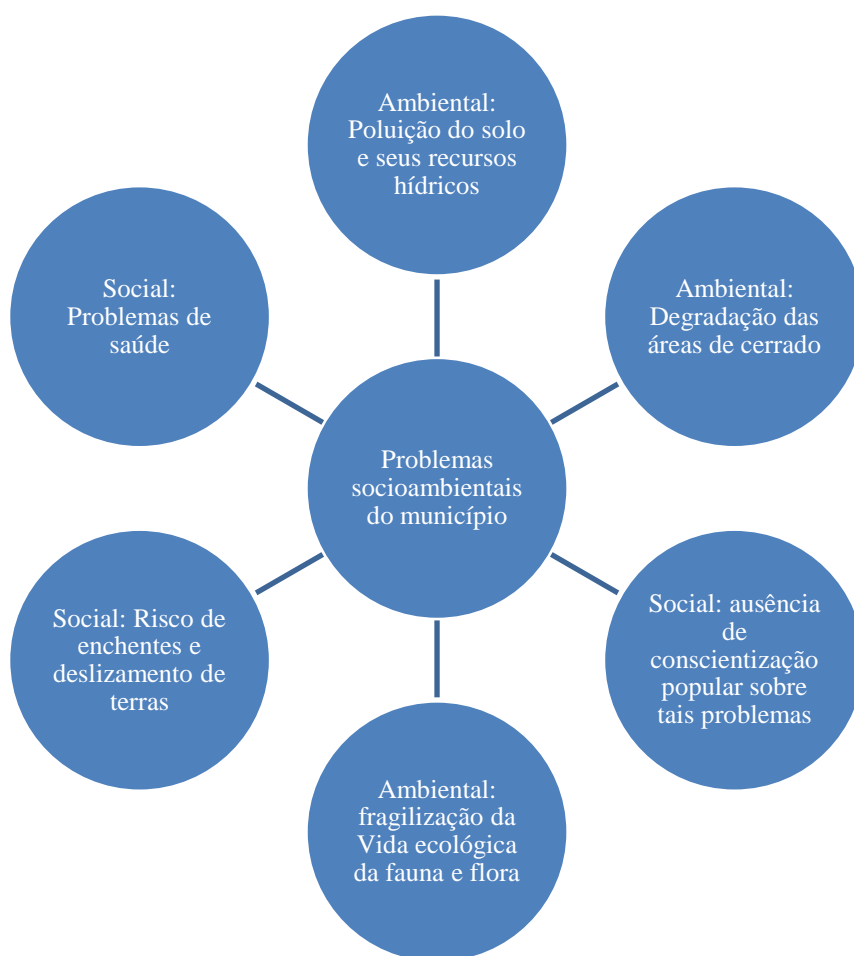 Ambiental:
Poluição do solo
e seus recursos
hídricos
Social:
Problemas de
saúde
Ambiental:
Degradação das
áreas de cerrado
Problemas
socioambientais
do município
Social: Risco de
enchentes e
deslizamento de
terras
Social: ausência
de
conscientização
popular sobre
tais problemas
Ambiental:
fragilização da
Vida ecológica
da fauna e flora